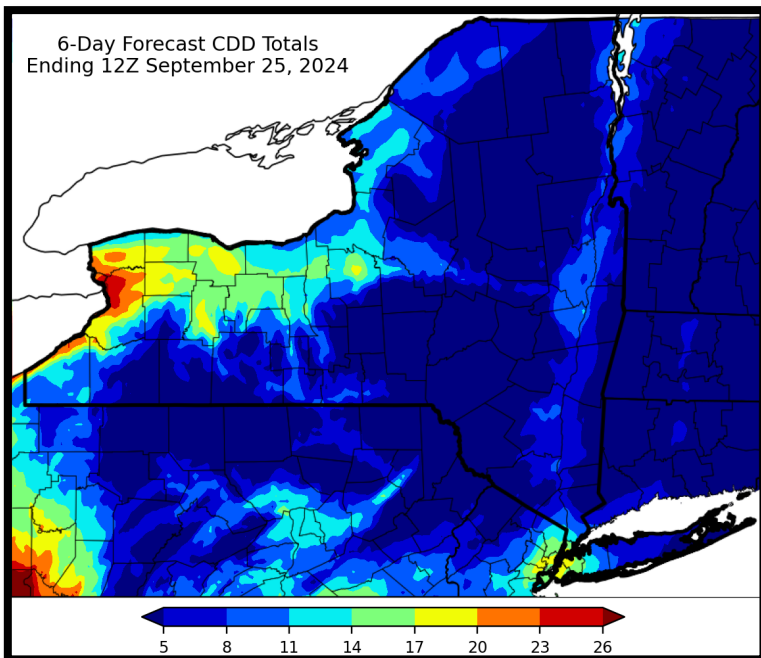 6-Day Forecast CDD Totals
Ending 12Z September 25, 2024
5 8 11 14 17 20 23 26